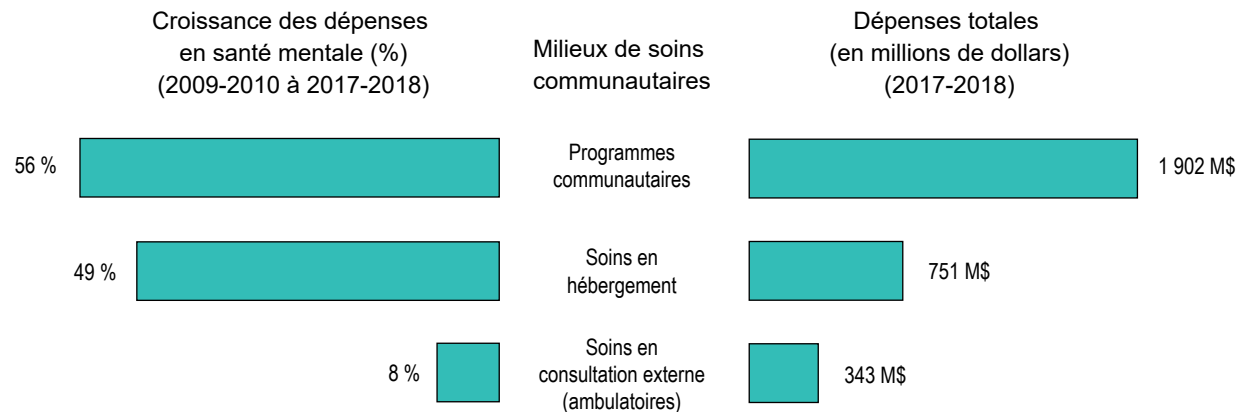 Croissance des dépenses
en santé mentale (%)
(2009-2010 à 2017-2018)
Milieux de soins
communautaires
Dépenses totales
(en millions de dollars)
(2017-2018)
56 %
Programmes
communautaires
1 902 M$
49 %
Soins en
hébergement
751 M$
8 %
Soins en
consultation externe
(ambulatoires)
343 M$